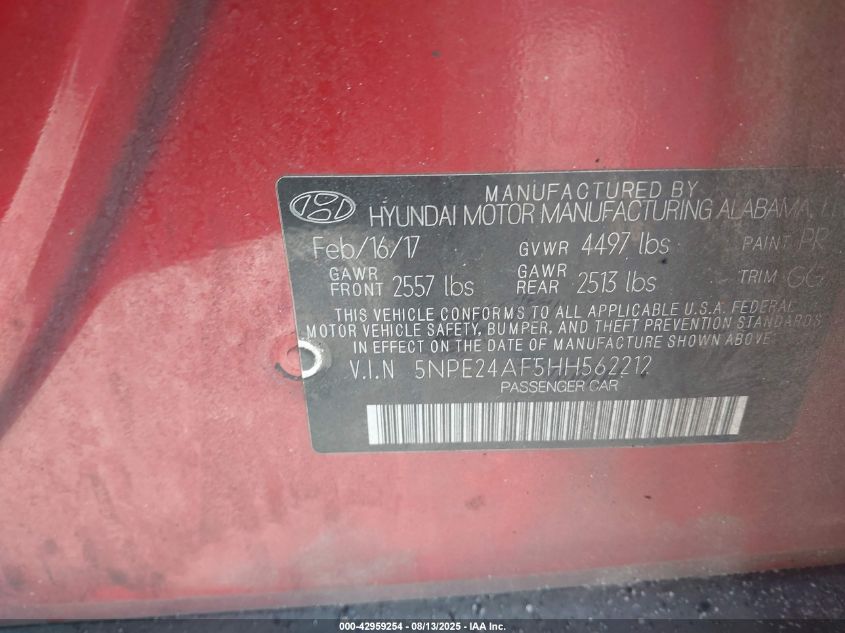 MANUFACTURED BY
HYUNDAI MOTOR MANUFACTURING ALABAMA,
Feb/16/17 GVWR 4497 lbs PAINT PR
GAWR FRONT 2557 lbs GAWR REAR 2513 lbs TRIM GG
THIS VEHICLE CONFORMS TO ALL APPLICABLE U.S.A. FEDERAL
MOTOR VEHICLE SAFETY, BUMPER, AND THEFT PREVENTION STANDARDS
IN EFFECT ON THE DATE OF MANUFACTURE SHOWN ABOVE.
V.I.N 5NPE24AF5HH562212
PASSENGER CAR
000-42959254 - 08/13/2025 - IAA Inc.